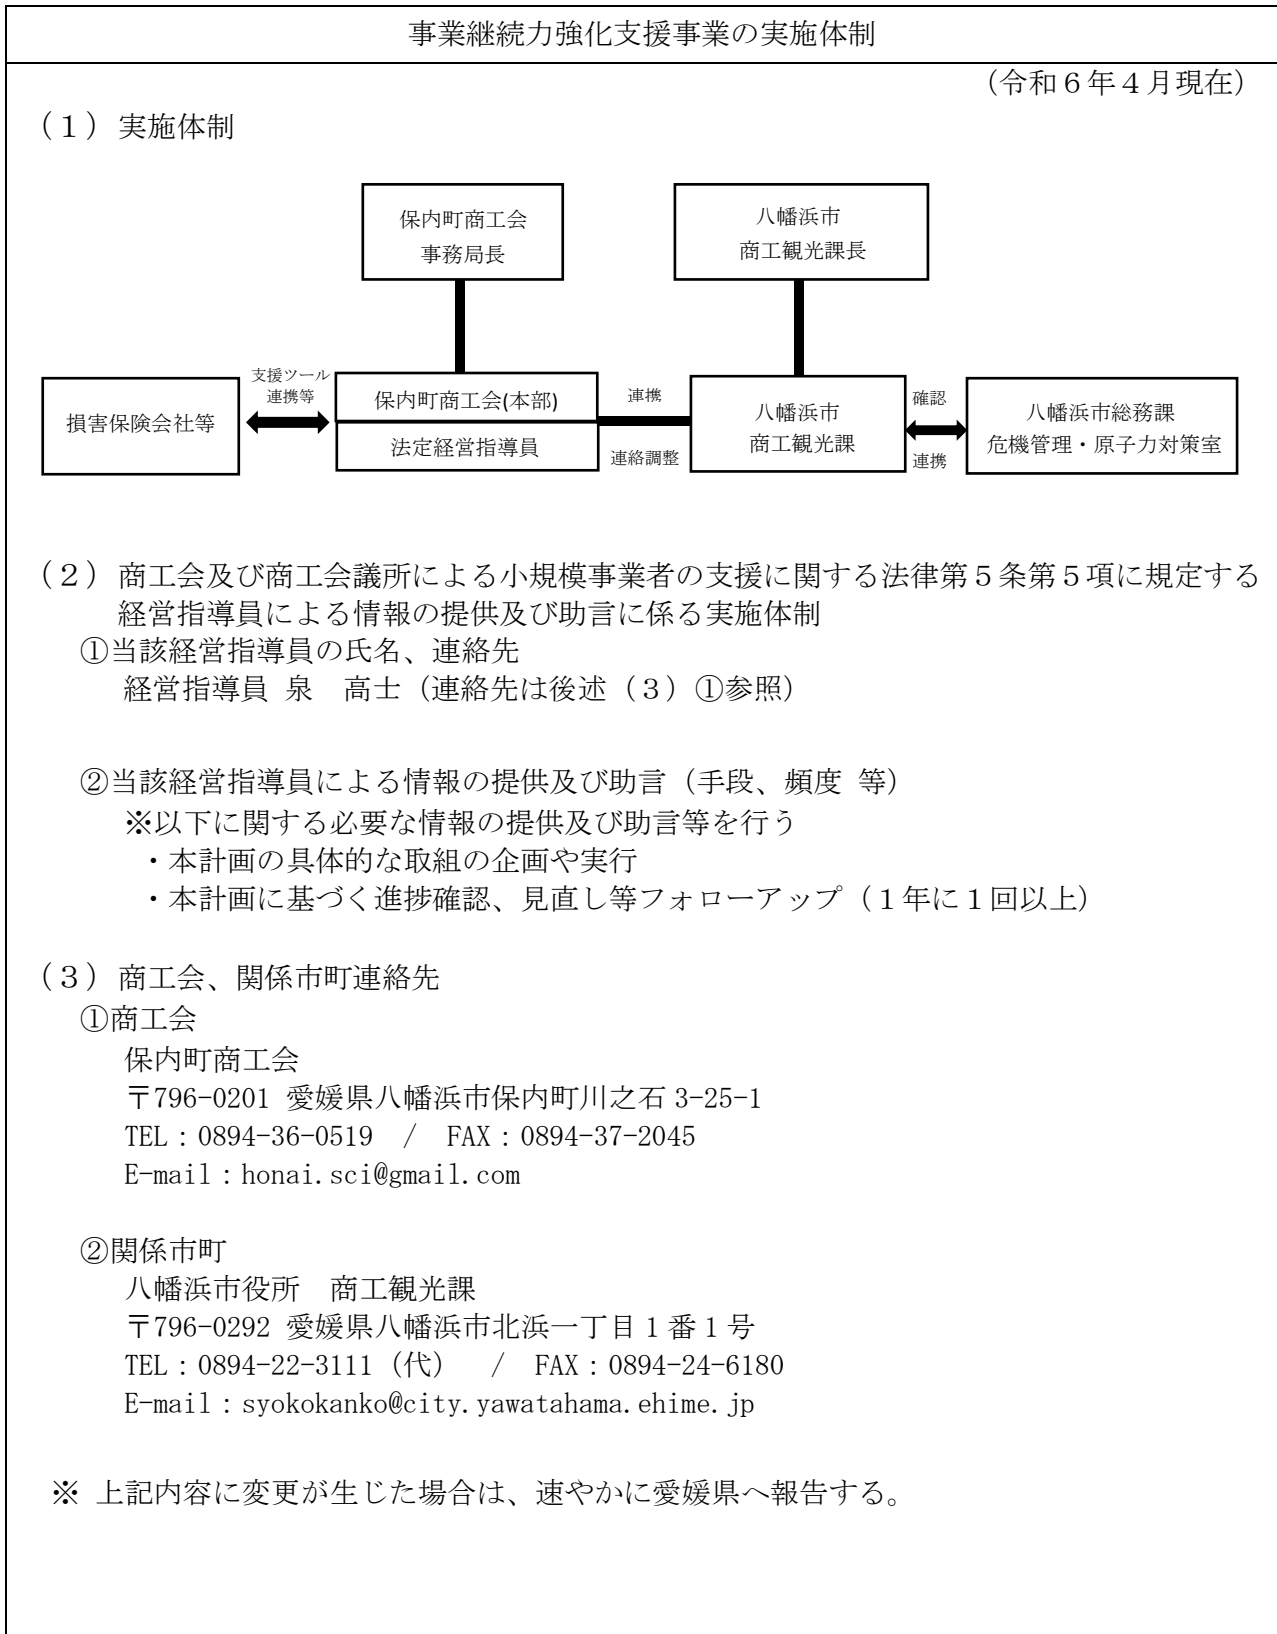 事業継続力強化支援事業の実施体制
（令和６年４月現在）
（１）実施体制
保内町商工会
事務局長
八幡浜市
商工観光課長
損害保険会社等
支援ツール
連携等
保内町商工会(本部)
法定経営指導員
連携
連絡調整
八幡浜市
商工観光課
確認
連携
八幡浜市総務課
危機管理・原子力対策室
（２）商工会及び商工会議所による小規模事業者の支援に関する法律第５条第５項に規定する
経営指導員による情報の提供及び助言に係る実施体制
①当該経営指導員の氏名、連絡先
経営指導員 泉　高士（連絡先は後述（３）①参照）
②当該経営指導員による情報の提供及び助言（手段、頻度 等）
※以下に関する必要な情報の提供及び助言等を行う
・本計画の具体的な取組の企画や実行
・本計画に基づく進捗確認、見直し等フォローアップ（１年に１回以上）
（３）商工会、関係市町連絡先
①商工会
保内町商工会
〒796-0201 愛媛県八幡浜市保内町川之石 3-25-1
TEL：0894-36-0519　/　FAX：0894-37-2045
E-mail：honai.sci@gmail.com
②関係市町
八幡浜市役所　商工観光課
〒796-0292 愛媛県八幡浜市北浜一丁目１番１号
TEL：0894-22-3111（代）　/　FAX：0894-24-6180
E-mail：syokokanko@city.yawatahama.ehime.jp
※ 上記内容に変更が生じた場合は、速やかに愛媛県へ報告する。